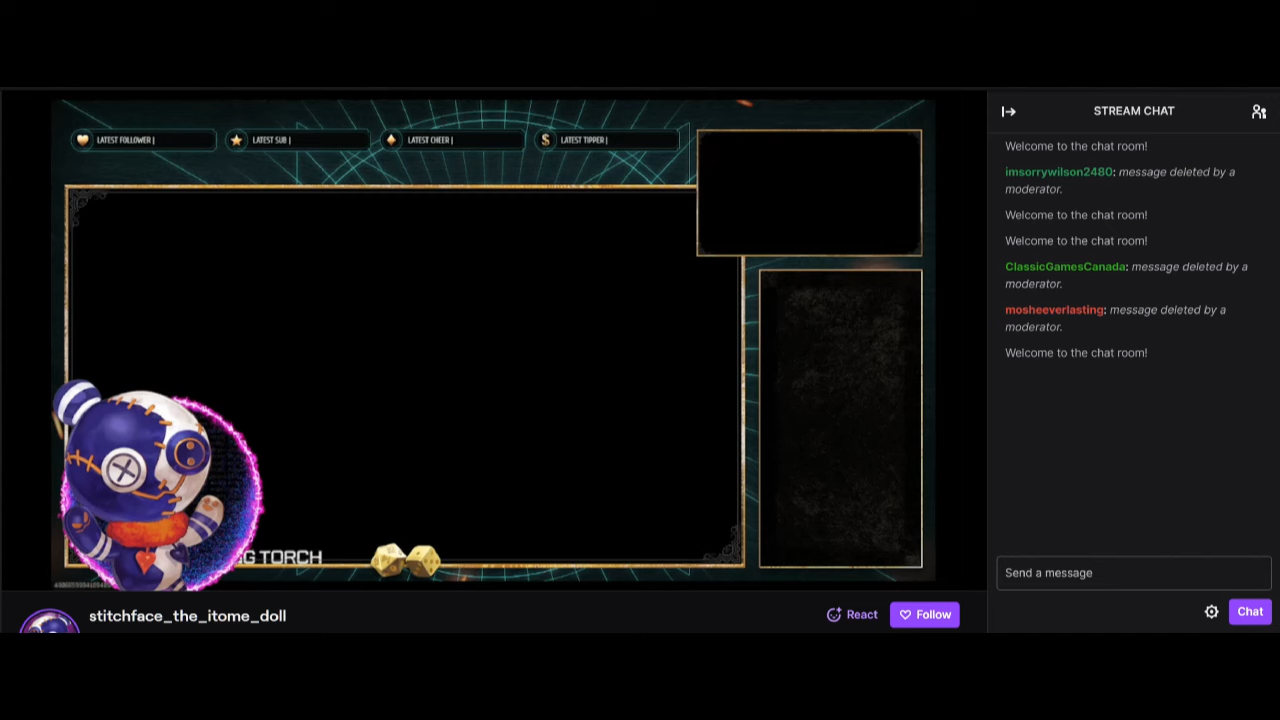 LATEST FOLLOWER |
LATEST SUB |
LATEST CHEER |
LATEST TIPPER |
G TORCH
stitchface_the_itome_doll
React
Follow
STREAM CHAT
Welcome to the chat room!
imsorrywilson2480: message deleted by a
moderator.
Welcome to the chat room!
Welcome to the chat room!
ClassicGamesCanada: message deleted by a
moderator.
mosheeverlasting: message deleted by a
moderator.
Welcome to the chat room!
Send a message
Chat